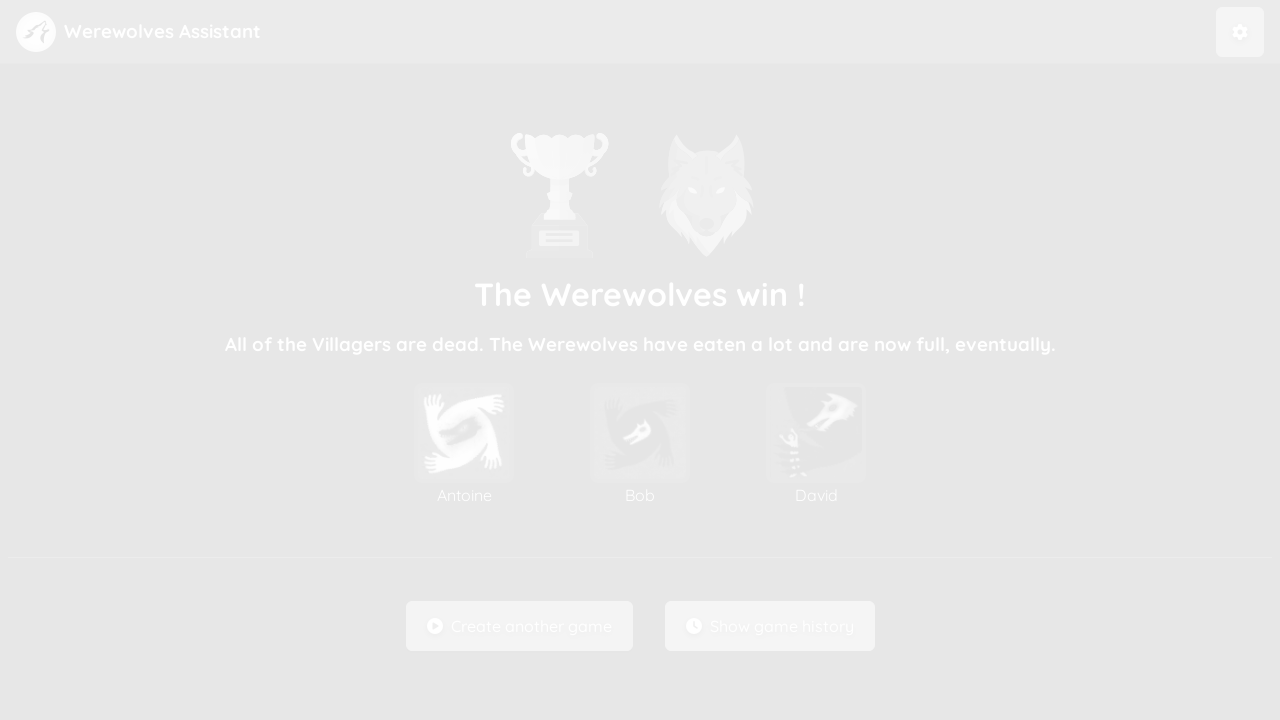 Werewolves Assistant
The Werewolves win !
All of the Villagers are dead. The Werewolves have eaten a lot and are now full, eventually.
Antoine
Bob
David
Create another game
Show game history